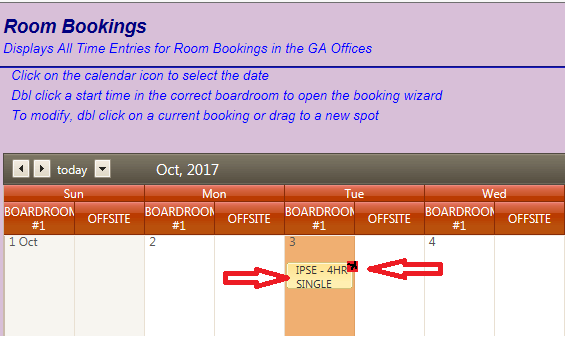 Room Bookings
Displays All Time Entries for Room Bookings in the GA Offices
Click on the calendar icon to select the date
Dbl click a start time in the correct boardroom to open the booking wizard
To modify, dbl click on a current booking or drag to a new spot
today Oct, 2017
Sun Mon Tue Wed
BOARDROOM #1 OFFSITE BOARDROOM #1 OFFSITE BOARDROOM #1 OFFSITE BOARDROOM #1 OFFSITE
1 Oct 2 3 4
IPSE - 4HR
SINGLE